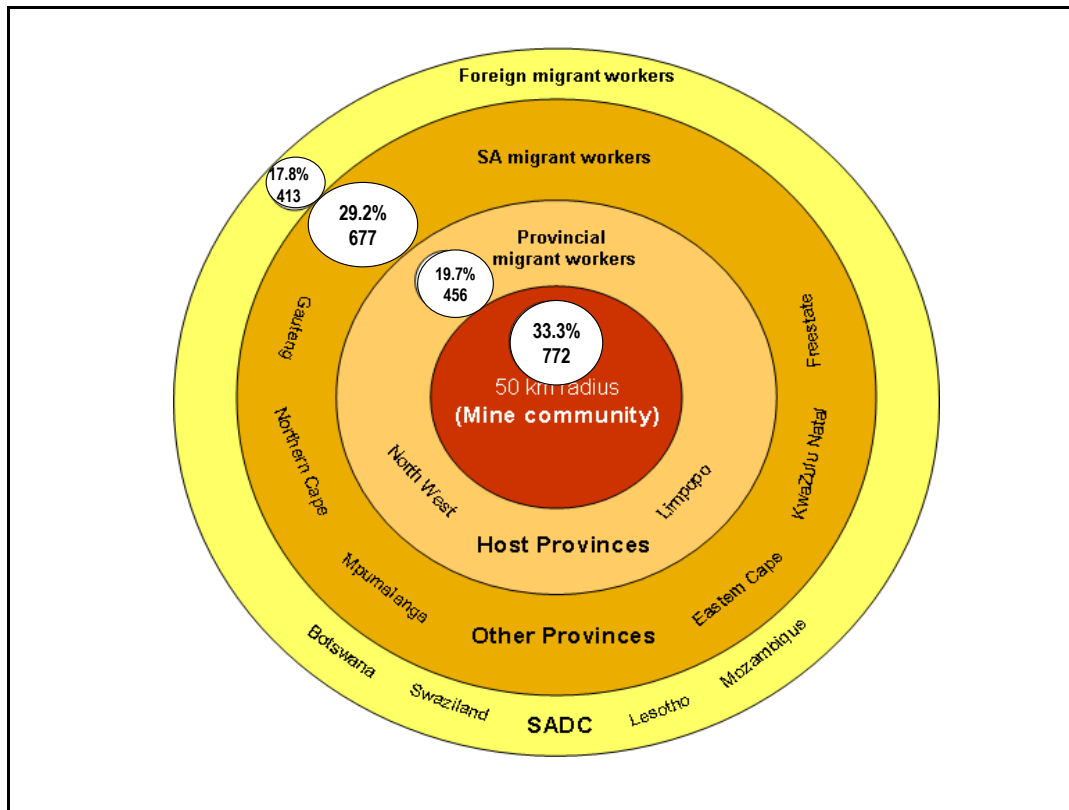 Foreign migrant workers
SA migrant workers
17.8%
413
29.2%
677
Provincial
migrant workers
19.7%
456
33.3%
772
50 km radius
(Mine community)
Gauteng
Freestate
Northern Cape
KwaZulu Natal
North West
Limpopo
Host Provinces
Mpumalanga
Eastern Cape
Other Provinces
Botswana
Mozambique
Swaziland
Lesotho
SADC